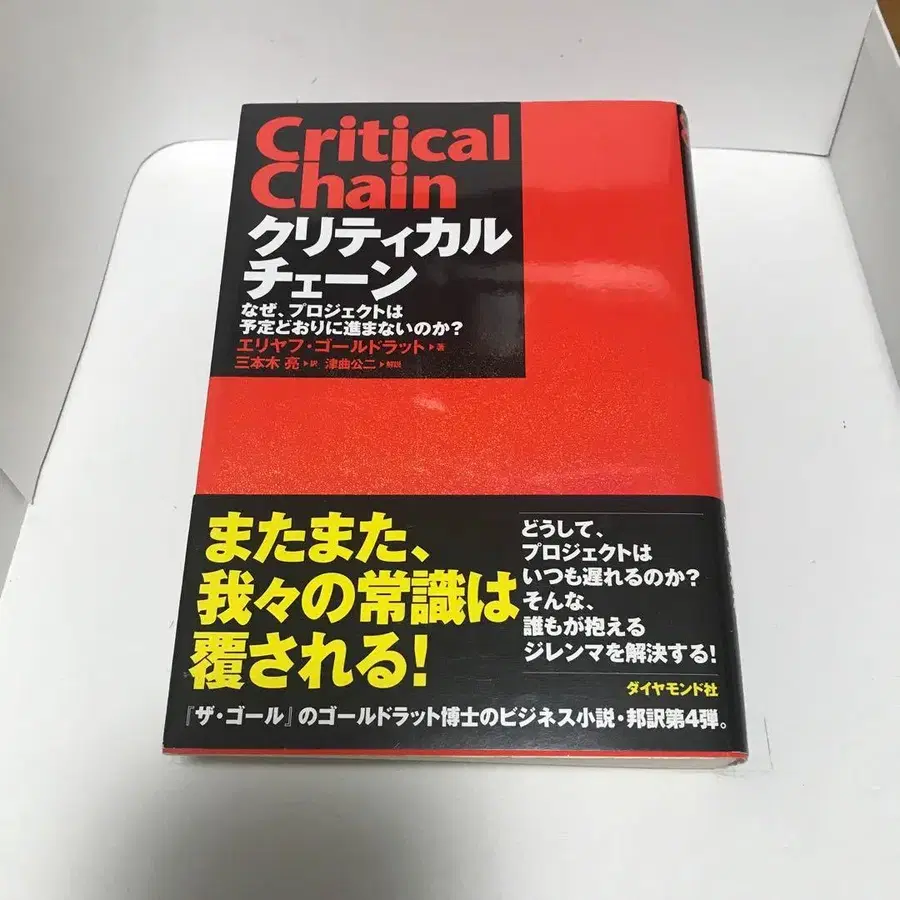 Critical
Chain
クリティカル
チェーン
なぜ、プロジェクトは
予定どおりに進まないのか?
エリヤフ・ゴールドラット▶著
三本木 亮▶訳 津曲公二▶解説
またまた、
我々の常識は
覆される!
どうして、
プロジェクトは
いつも遅れるのか?
そんな、
誰もが抱える
ジレンマを解決する!
ダイヤモンド社
『ザ・ゴール』のゴールドラット博士のビジネス小説・邦訳第4弾。